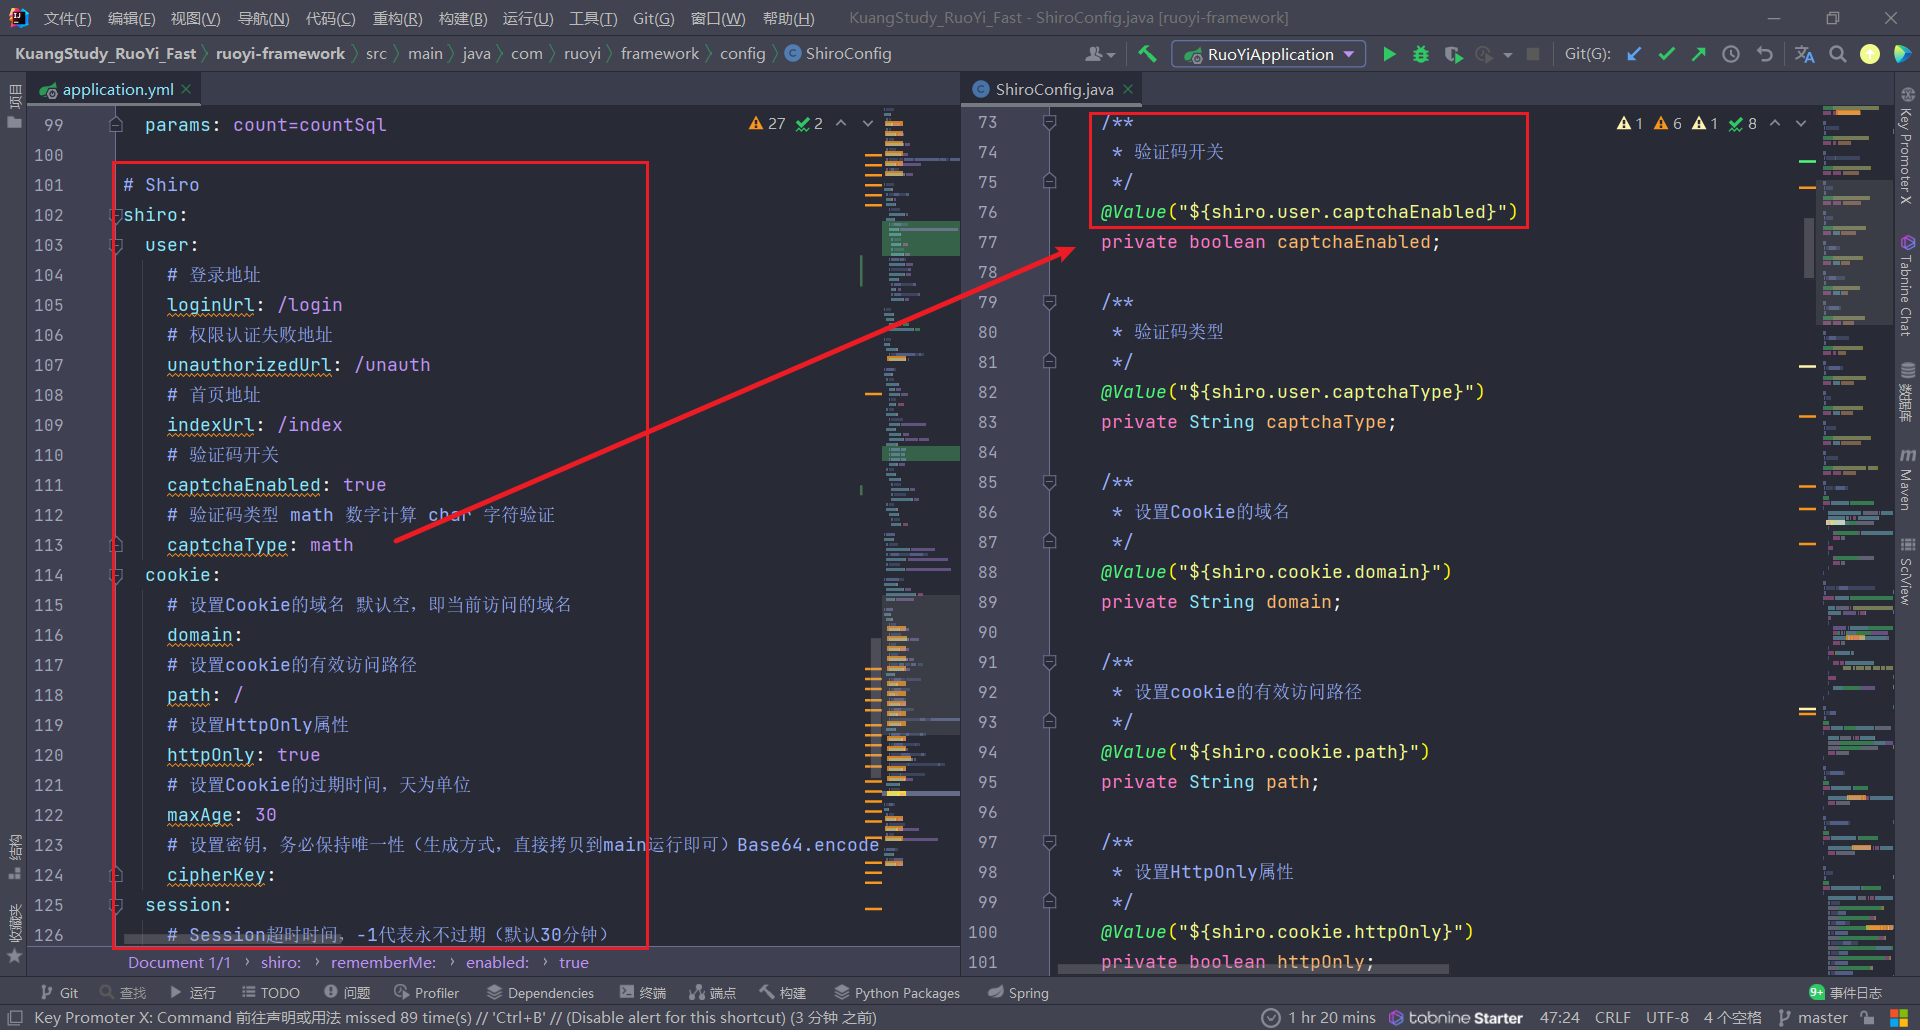 文件(F) 编辑(E) 视图(V) 导航(N) 代码(C) 重构(R) 构建(B) 运行(U) 工具(T) Git(G) 窗口(W) 帮助(H) KuangStudy_RuoYi_Fast - ShiroConfig.java [ruoyi-framework]
KuangStudy_RuoYi_Fast ruoyi-framework src main java com ruoyi framework config ShiroConfig RuoYiApplication Git(G):
application.yml
27 2
99 params: count=countSql
100
101 # Shiro
102 shiro:
103 user:
104 # 登录地址
105 loginUrl: /login
106 # 权限认证失败地址
107 unauthorizedUrl: /unauth
108 # 首页地址
109 indexUrl: /index
110 # 验证码开关
111 captchaEnabled: true
112 # 验证码类型 math 数字计算 char 字符验证
113 captchaType: math
114 cookie:
115 # 设置Cookie的域名 默认空，即当前访问的域名
116 domain:
117 # 设置cookie的有效访问路径
118 path: /
119 # 设置HttpOnly属性
120 httpOnly: true
121 # 设置Cookie的过期时间，天为单位
122 maxAge: 30
123 # 设置密钥，务必保持唯一性（生成方式，直接拷贝到main运行即可）Base64.encode
124 cipherKey:
125 session:
126 # Session超时时间，-1代表永不过期（默认30分钟）
Document 1/1 shiro: rememberMe: enabled: true
ShiroConfig.java
1 6 1 8
73 /**
74 * 验证码开关
75 */
76 @Value("${shiro.user.captchaEnabled}")
77 private boolean captchaEnabled;
78
79 /**
80 * 验证码类型
81 */
82 @Value("${shiro.user.captchaType}")
83 private String captchaType;
84
85 /**
86 * 设置Cookie的域名
87 */
88 @Value("${shiro.cookie.domain}")
89 private String domain;
90
91 /**
92 * 设置cookie的有效访问路径
93 */
94 @Value("${shiro.cookie.path}")
95 private String path;
96
97 /**
98 * 设置HttpOnly属性
99 */
100 @Value("${shiro.cookie.httpOnly}")
101 private boolean httpOnly;
项目
结构
收藏夹
Key Promoter X
Tabnine Chat
数据库
Maven
SciView
Git 查找 运行 TODO 问题 Profiler Dependencies 终端 端点 构建 Python Packages Spring 9+ 事件日志
Key Promoter X: Command 前往声明或用法 missed 89 time(s) // 'Ctrl+B' // (Disable alert for this shortcut) (3 分钟 之前) 1 hr 20 mins tabnine Starter 47:24 CRLF UTF-8 4 个空格 master